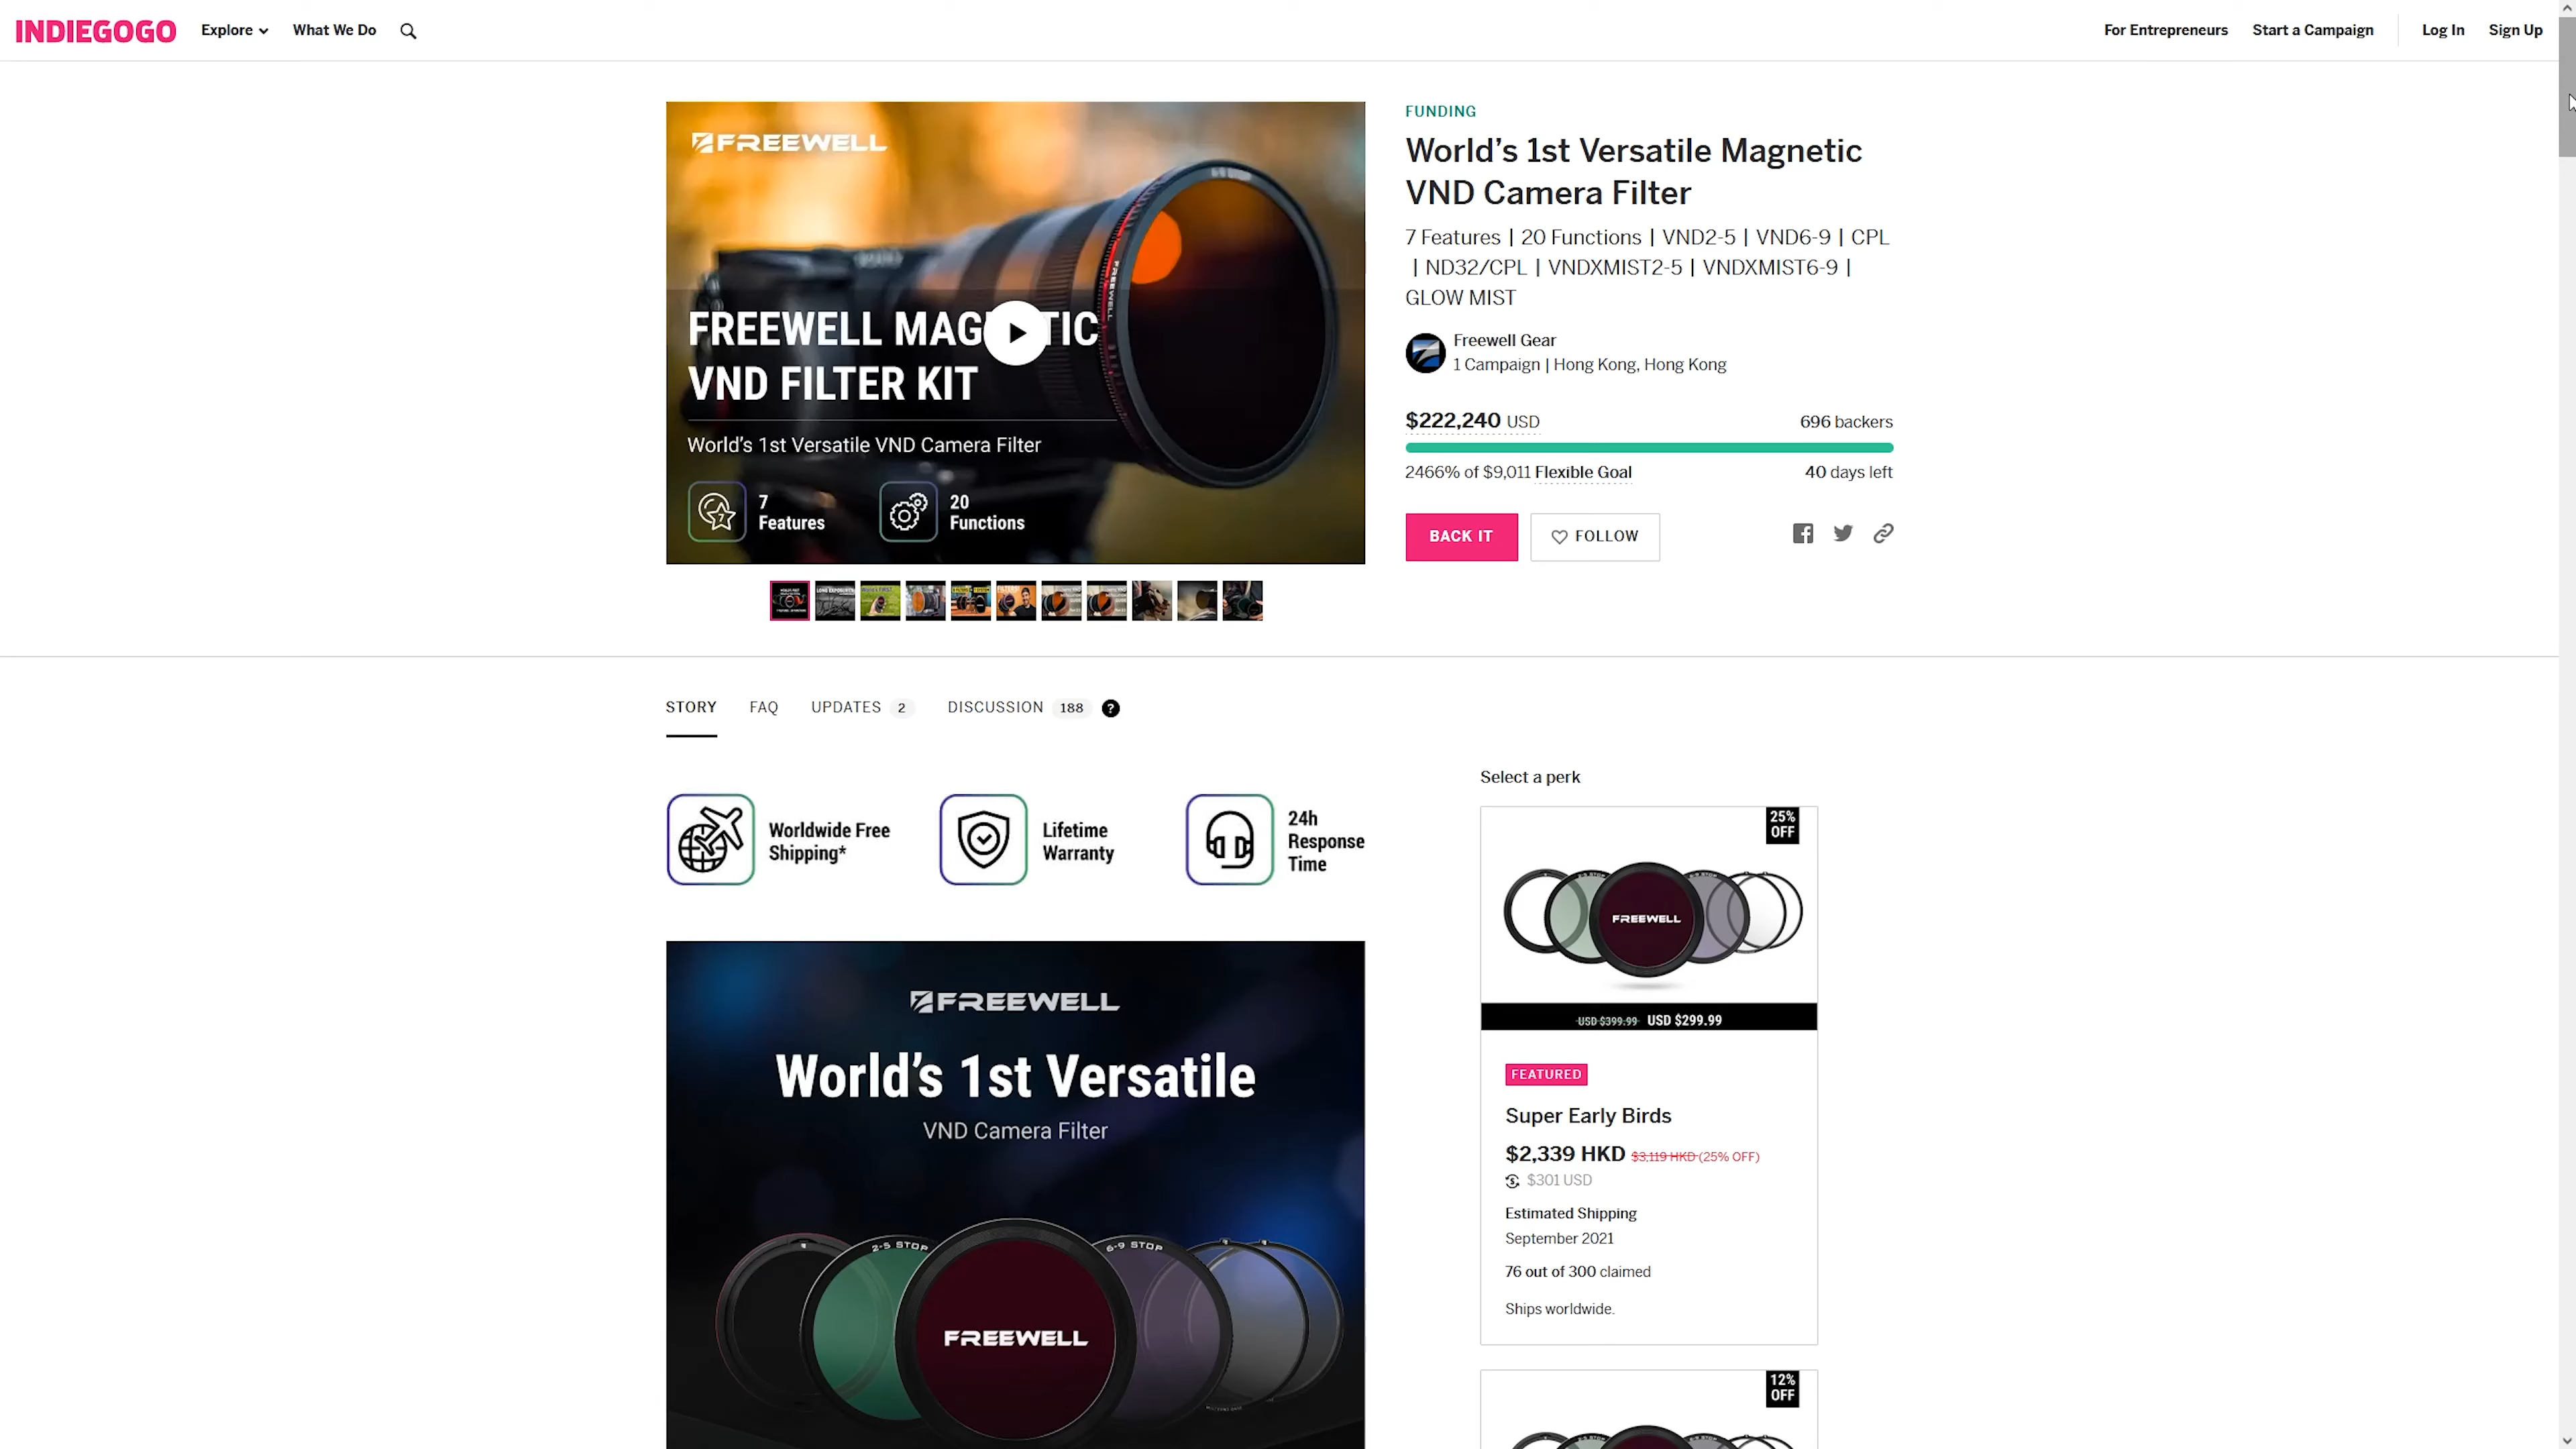 INDIEGOGO
Explore
What We Do
For Entrepreneurs
Start a Campaign
Log In
Sign Up
FREEWELL
FREEWELL MAG TIC
VND FILTER KIT
World's 1st Versatile VND Camera Filter
7
Features
20
Functions
FUNDING
World's 1st Versatile Magnetic
VND Camera Filter
7 Features | 20 Functions | VND2-5 | VND6-9 | CPL
| ND32/CPL | VNDXMIST2-5 | VNDXMIST6-9 |
GLOW MIST
Freewell Gear
1 Campaign | Hong Kong, Hong Kong
$222,240 USD
696 backers
2466% of $9,011 Flexible Goal
40 days left
BACK IT
FOLLOW
STORY
FAQ
UPDATES 2
DISCUSSION 188
?
Worldwide Free
Shipping*
Lifetime
Warranty
24h
Response
Time
FREEWELL
World's 1st Versatile
VND Camera Filter
2-5 STOP
6-9 STOP
FREEWELL
Select a perk
25%
OFF
FREEWELL
USD $399.99 USD $299.99
FEATURED
Super Early Birds
$2,339 HKD $3,119 HKD (25% OFF)
$301 USD
Estimated Shipping
September 2021
76 out of 300 claimed
Ships worldwide.
12%
OFF